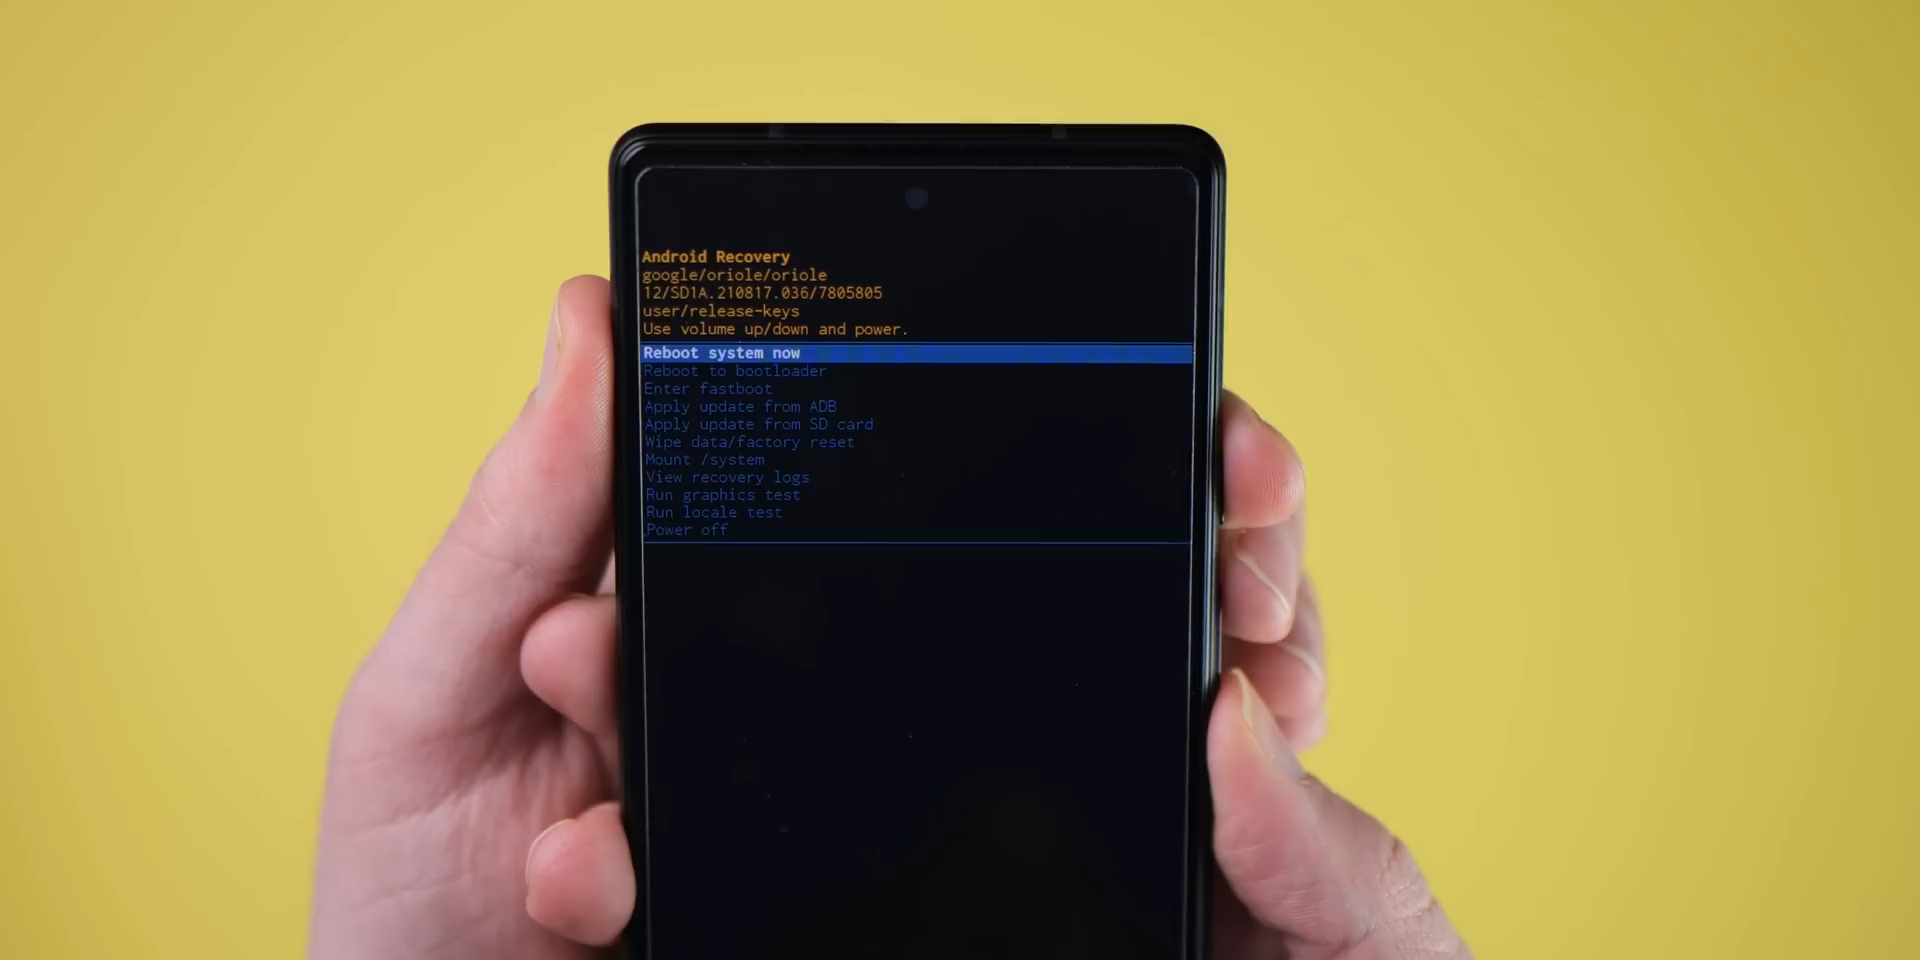 Android Recovery
google/oriole/oriole
12/SD1A.210817.036/7805805
user/release-keys
Use volume up/down and power.
Reboot system now
Reboot to bootloader
Enter fastboot
Apply update from ADB
Apply update from SD card
Wipe data/factory reset
Mount /system
View recovery logs
Run graphics test
Run locale test
Power off